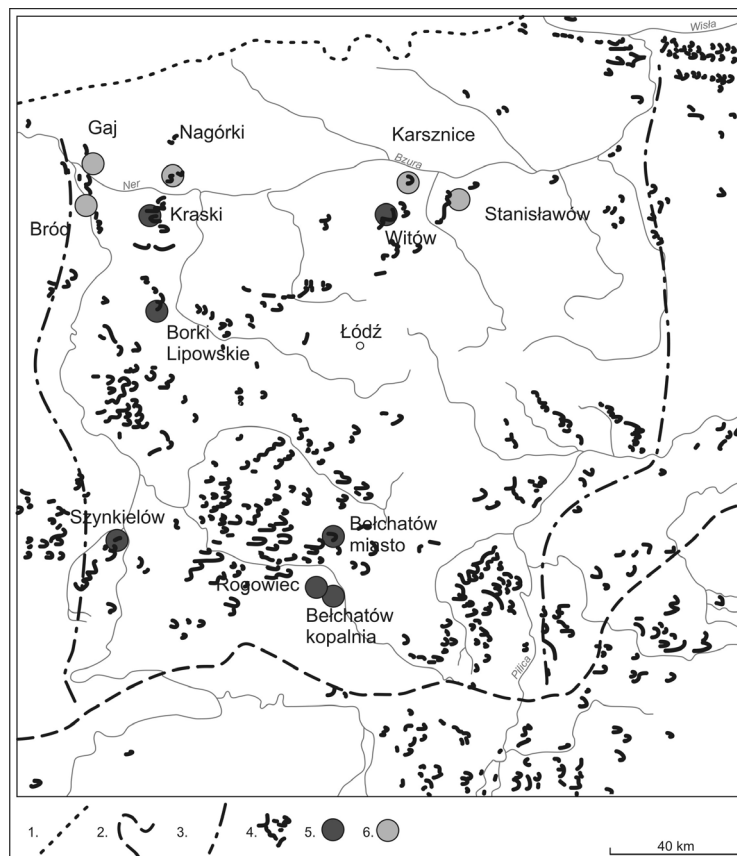 Wisła
Gaj
Nagórki
Karsznice
Bzura
Ner
Bród
Kraski
Witów
Stanisławów
Borki
Lipowskie
Łódź
Szynkielów
Bełchatów
miasto
Rogowiec
Bełchatów
kopalnia
Pilica
1. 2. 3. 4. 5. 6.
40 km